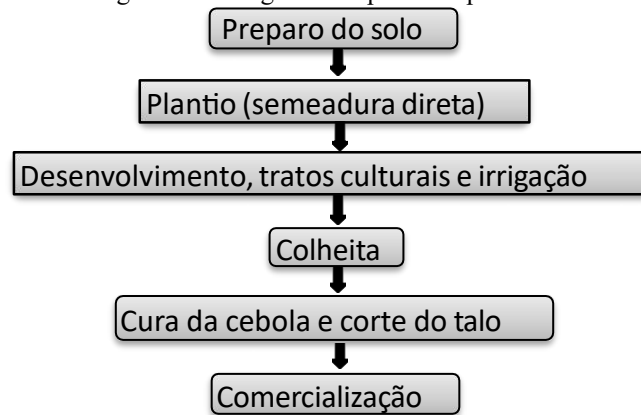 Preparo do solo
Plantio (semeadura direta)
Desenvolvimento, tratos culturais e irrigação
Colheita
Cura da cebola e corte do talo
Comercialização